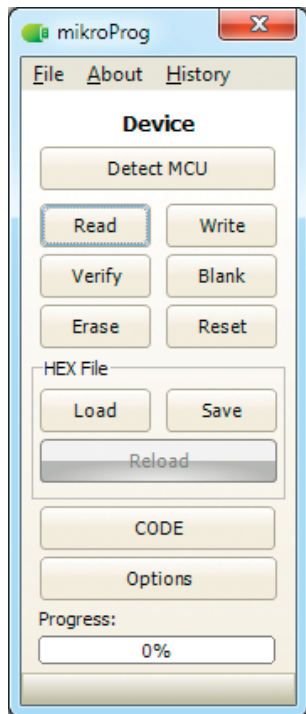 mikroProg
File About History
Device
Detect MCU
Read Write
Verify Blank
Erase Reset
HEX File
Load Save
Reload
CODE
Options
Progress:
0%